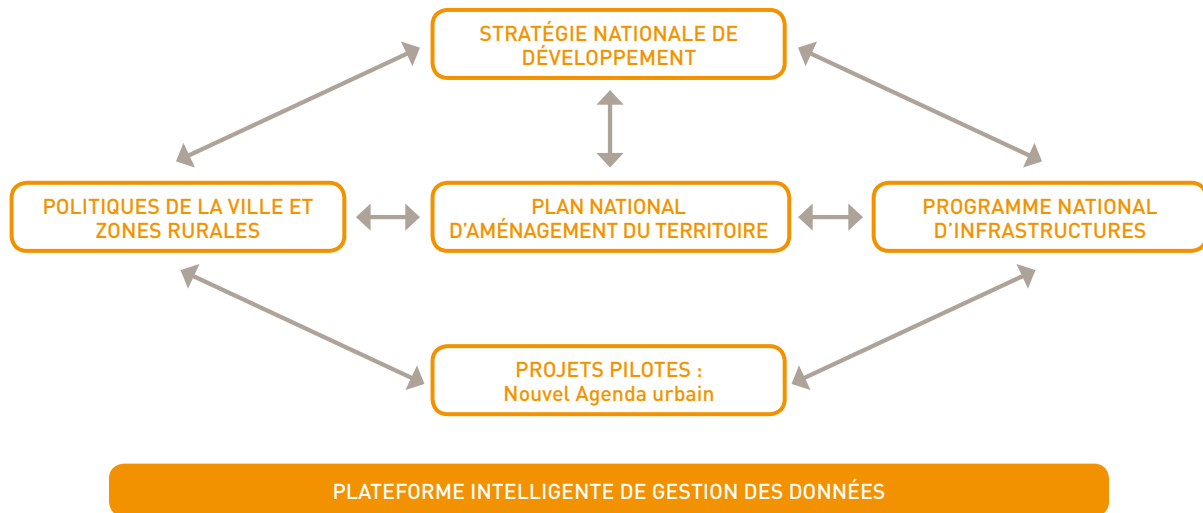 STRATÉGIE NATIONALE DE
DÉVELOPPEMENT
POLITIQUES DE LA VILLE ET
ZONES RURALES
PLAN NATIONAL
D’AMÉNAGEMENT DU TERRITOIRE
PROGRAMME NATIONAL
D’INFRASTRUCTURES
PROJETS PILOTES :
Nouvel Agenda urbain
PLATEFORME INTELLIGENTE DE GESTION DES DONNÉES